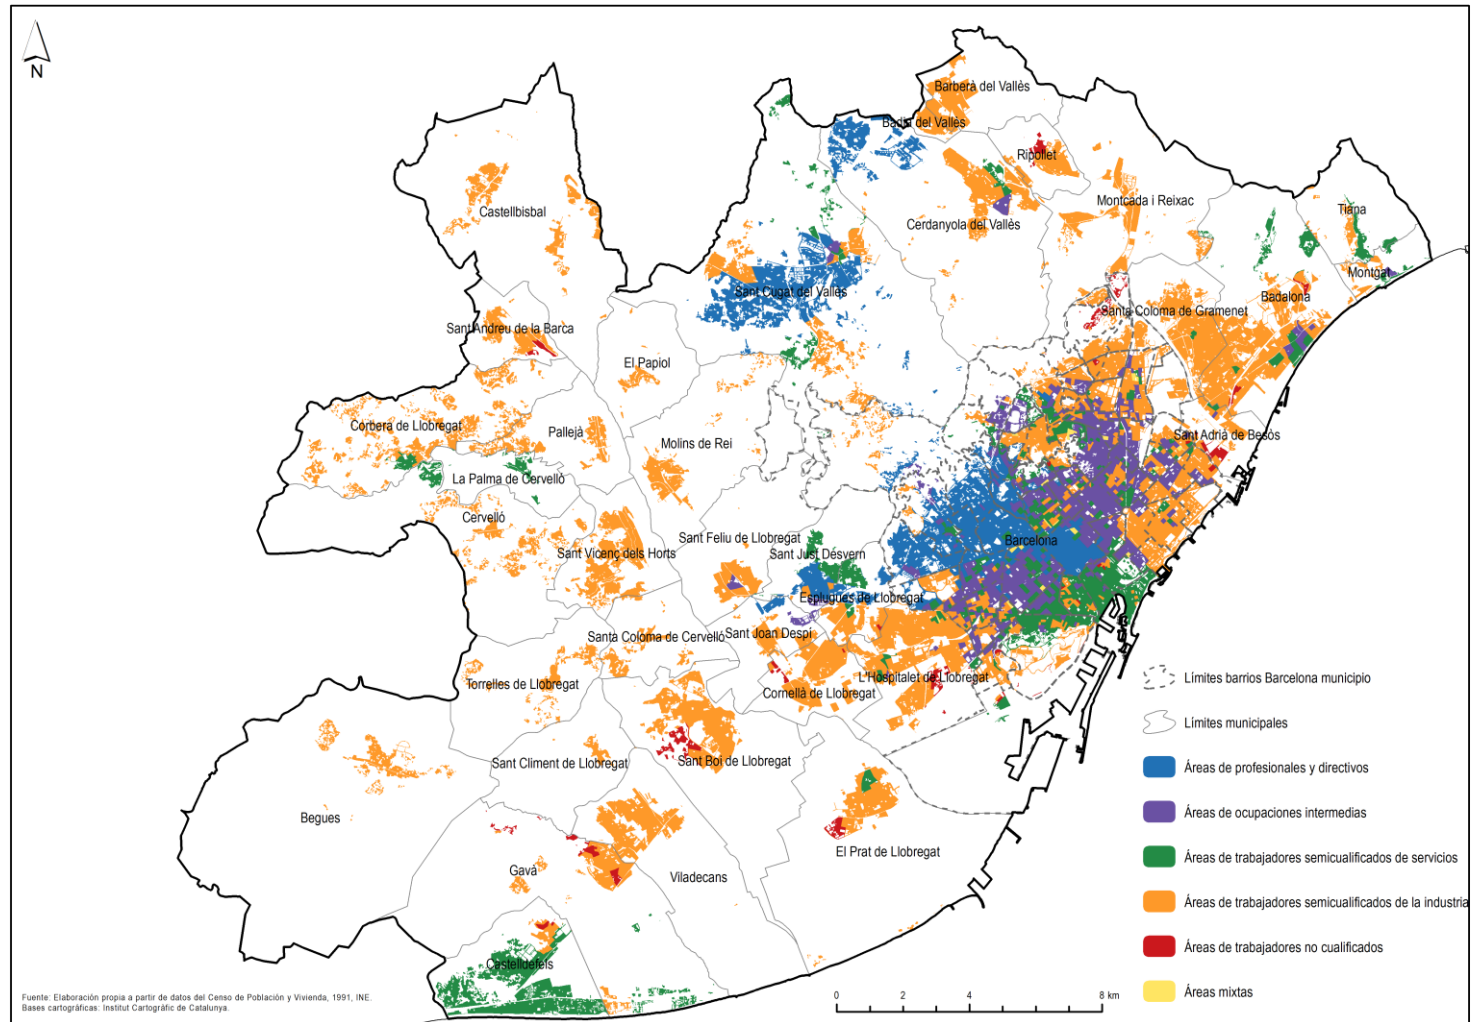 N
Barberà del Vallès
Badia del Vallès
Ripollet
Castellbisbal
Montcada i Reixac
Tiana
Cerdanyola del Vallès
Montgat
Sant Cugat del Vallès
Badalona
Santa Coloma de Gramenet
Sant Andreu de la Barca
El Papiol
Corbera de Llobregat
Pallejà
Molins de Rei
Sant Adrià de Besòs
La Palma de Cervelló
Cervelló
Sant Feliu de Llobregat
Barcelona
Sant Vicenç dels Horts
Sant Just Désvern
Esplugues de Llobregat
Santa Coloma de Cervelló
Sant Joan Despí
L'Hospitalet de Llobregat
Torrelles de Llobregat
Cornellà de Llobregat
Sant Climent de Llobregat
Sant Boi de Llobregat
Begues
El Prat de Llobregat
Gavà
Viladecans
Castelldefels
Límites barrios Barcelona municipio
Límites municipales
Áreas de profesionales y directivos
Áreas de ocupaciones intermedias
Áreas de trabajadores semicualificados de servicios
Áreas de trabajadores semicualificados de la industria
Áreas de trabajadores no cualificados
Áreas mixtas
0 2 4 8 km
Fuente: Elaboración propia a partir de datos del Censo de Población y Vivienda, 1991, INE.
Bases cartográficas: Institut Cartogràfic de Catalunya.